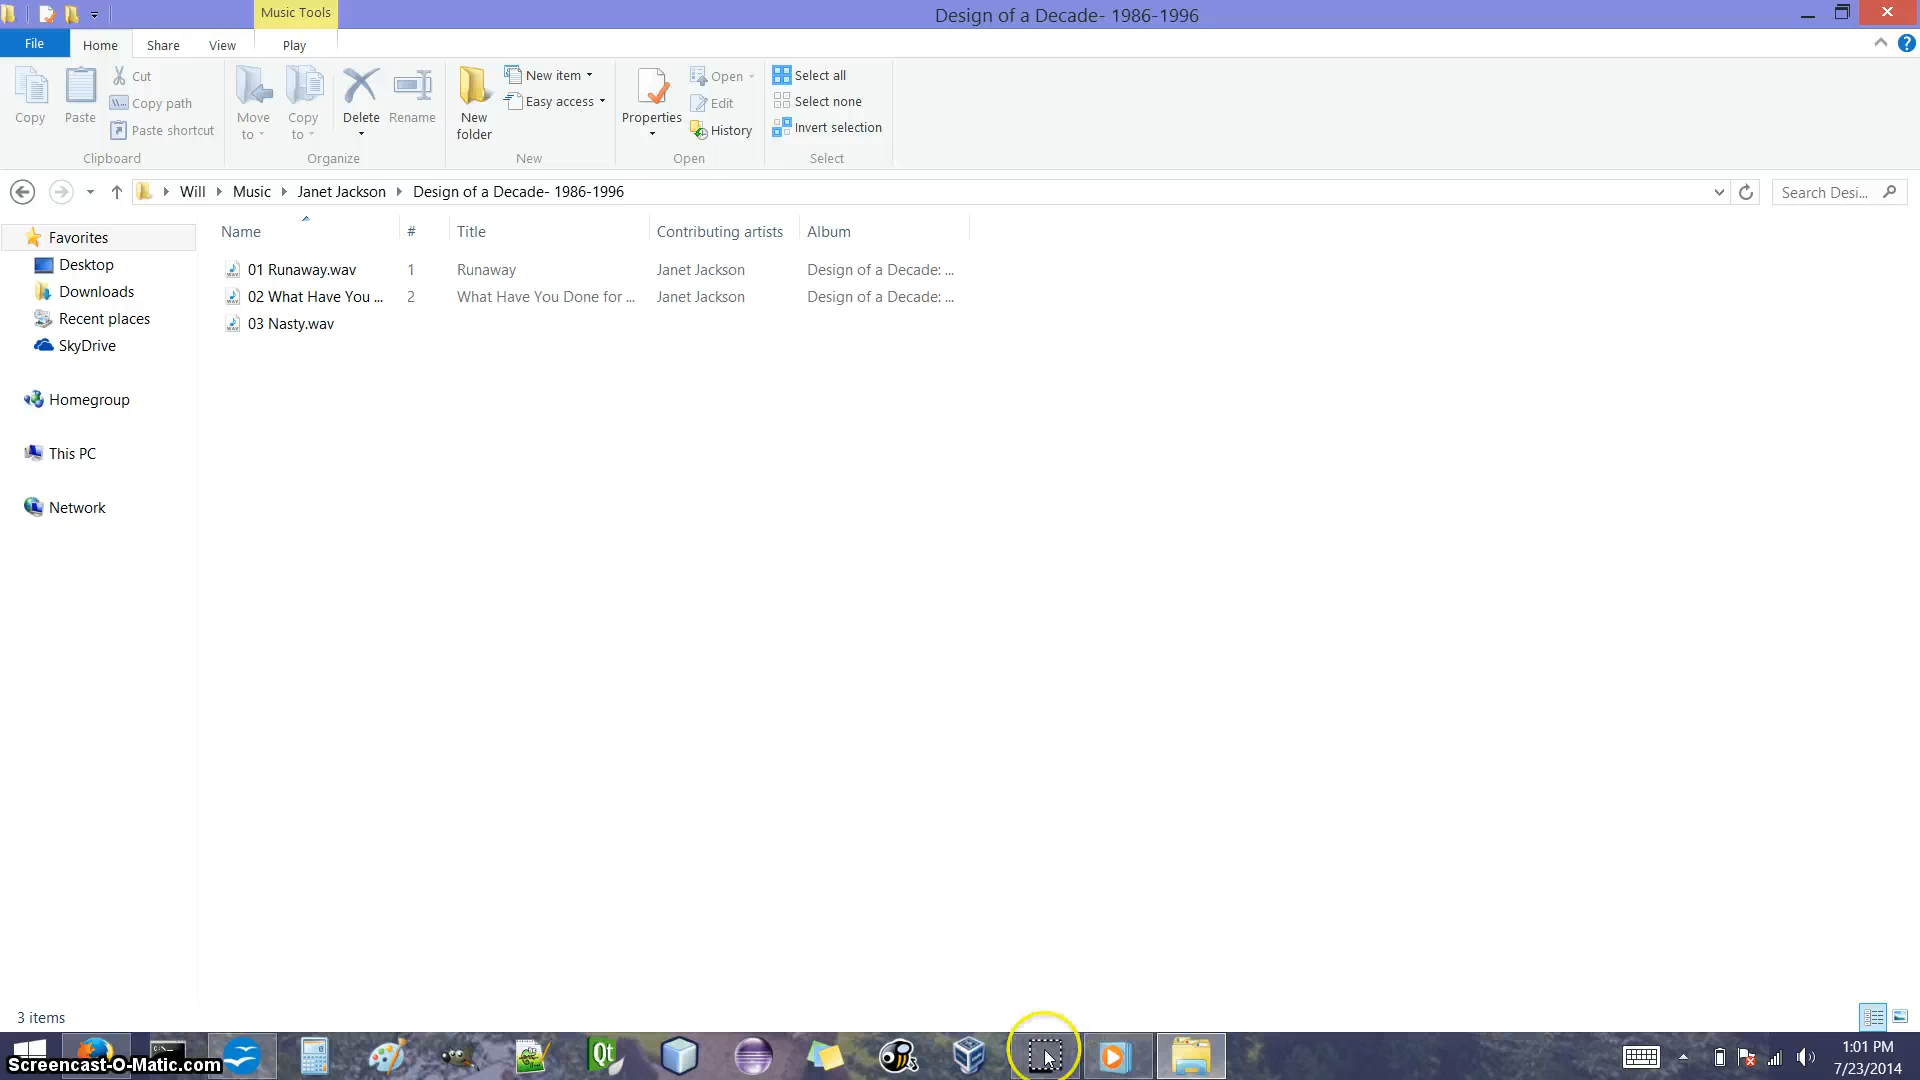 Music Tools
Design of a Decade- 1986-1996
File
Home
Share
View
Play
Copy
Paste
Cut
Copy path
Paste shortcut
Clipboard
Move to
Copy to
Delete
Rename
Organize
New folder
New item
Easy access
New
Properties
Open
Edit
History
Open
Select all
Select none
Invert selection
Select
Will
Music
Janet Jackson
Design of a Decade- 1986-1996
Search Desi...
Name
#
Title
Contributing artists
Album
01 Runaway.wav 1 Runaway Janet Jackson Design of a Decade: ...
02 What Have You ... 2 What Have You Done for ... Janet Jackson Design of a Decade: ...
03 Nasty.wav
Favorites
Desktop
Downloads
Recent places
SkyDrive
Homegroup
This PC
Network
3 items
Screencast-O-Matic.com
Qt
1:01 PM
7/23/2014